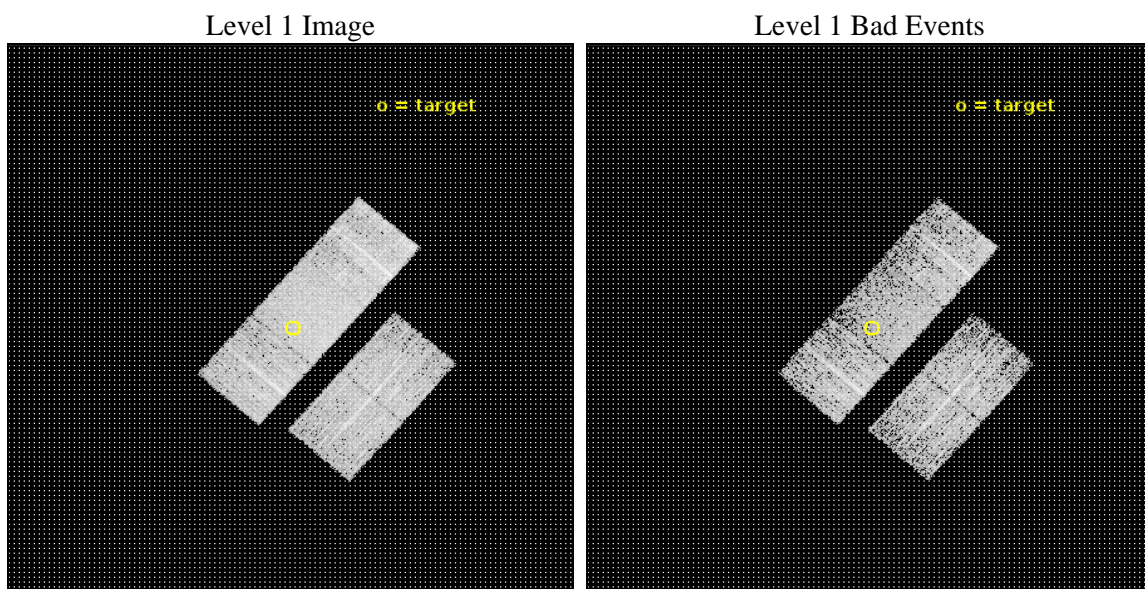 Level 1 Image
Level 1 Bad Events
o = target
o = target